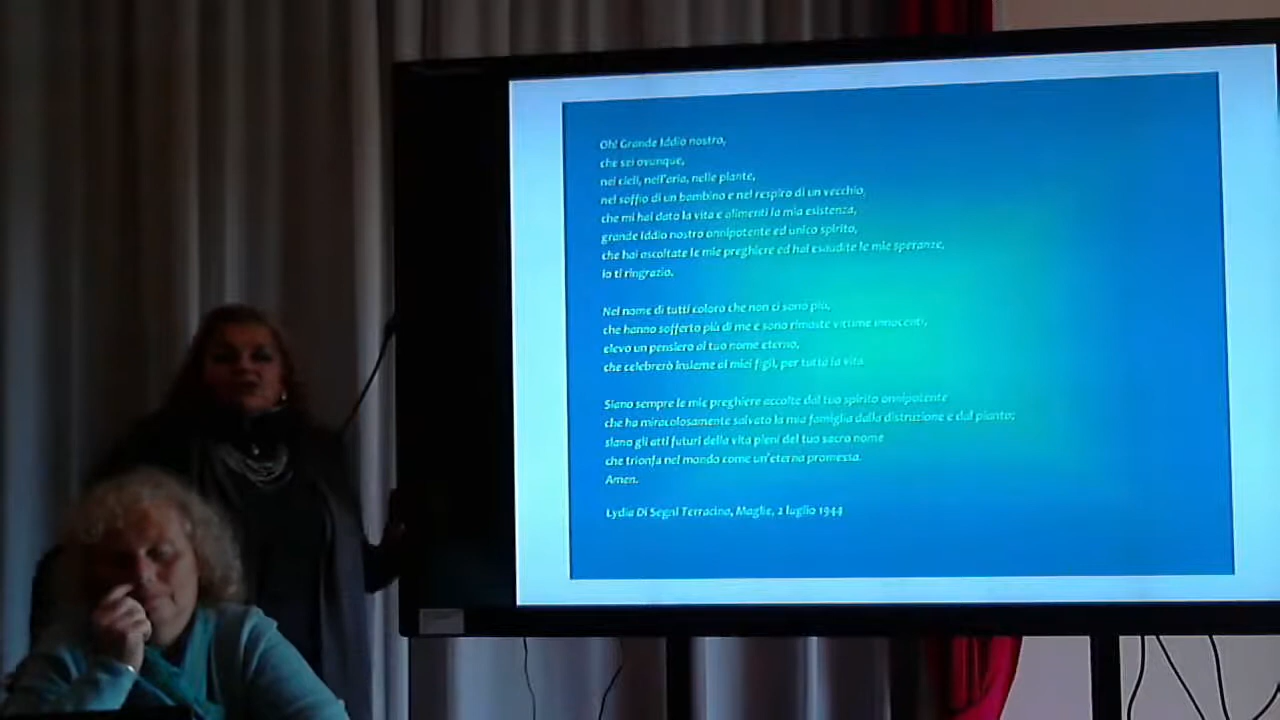 Oh! Grande Iddio nostro,
che sei ovunque,
nei cieli, nell'aria, nelle piante,
nel soffio di un bambino e nel respiro di un vecchio,
che mi hai dato la vita e alimenti la mia esistenza,
grande Iddio nostro onnipotente ed unico spirito,
che hai ascoltate le mie preghiere ed hai esaudite le mie speranze,
io ti ringrazio.
Nel nome di tutti coloro che non ci sono più,
che hanno sofferto più di me e sono rimaste vittime innocenti,
elevo un pensiero al tuo nome eterno,
che celebrerò insieme ai miei figli, per tutta la vita.
Siano sempre le mie preghiere accolte dal tuo spirito onnipotente
che ha miracolosamente salvato la mia famiglia dalla distruzione e dal pianto;
siano gli atti futuri della vita pieni del tuo sacro nome
che trionfa nel mondo come un'eterna promessa.
Amen.
Lydia Di Segni Terracina, Maglie, 2 luglio 1944